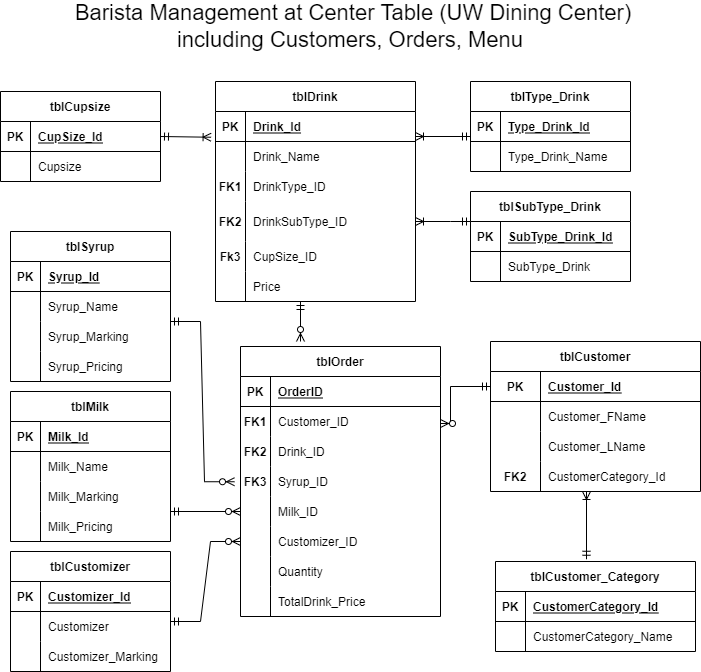 Barista Management at Center Table (UW Dining Center)
including Customers, Orders, Menu
tblCupsize
PK CupSize_Id
Cupsize
tblDrink
PK Drink_Id
Drink_Name
FK1 DrinkType_ID
FK2 DrinkSubType_ID
Fk3 CupSize_ID
Price
tblType_Drink
PK Type_Drink_Id
Type_Drink_Name
tblSubType_Drink
PK SubType_Drink_Id
SubType_Drink
tblSyrup
PK Syrup_Id
Syrup_Name
Syrup_Marking
Syrup_Pricing
tblMilk
PK Milk_Id
Milk_Name
Milk_Marking
Milk_Pricing
tblCustomizer
PK Customizer_Id
Customizer
Customizer_Marking
tblOrder
PK OrderID
FK1 Customer_ID
FK2 Drink_ID
FK3 Syrup_ID
Milk_ID
Customizer_ID
Quantity
TotalDrink_Price
tblCustomer
PK Customer_Id
Customer_FName
Customer_LName
FK2 CustomerCategory_Id
tblCustomer_Category
PK CustomerCategory_Id
CustomerCategory_Name